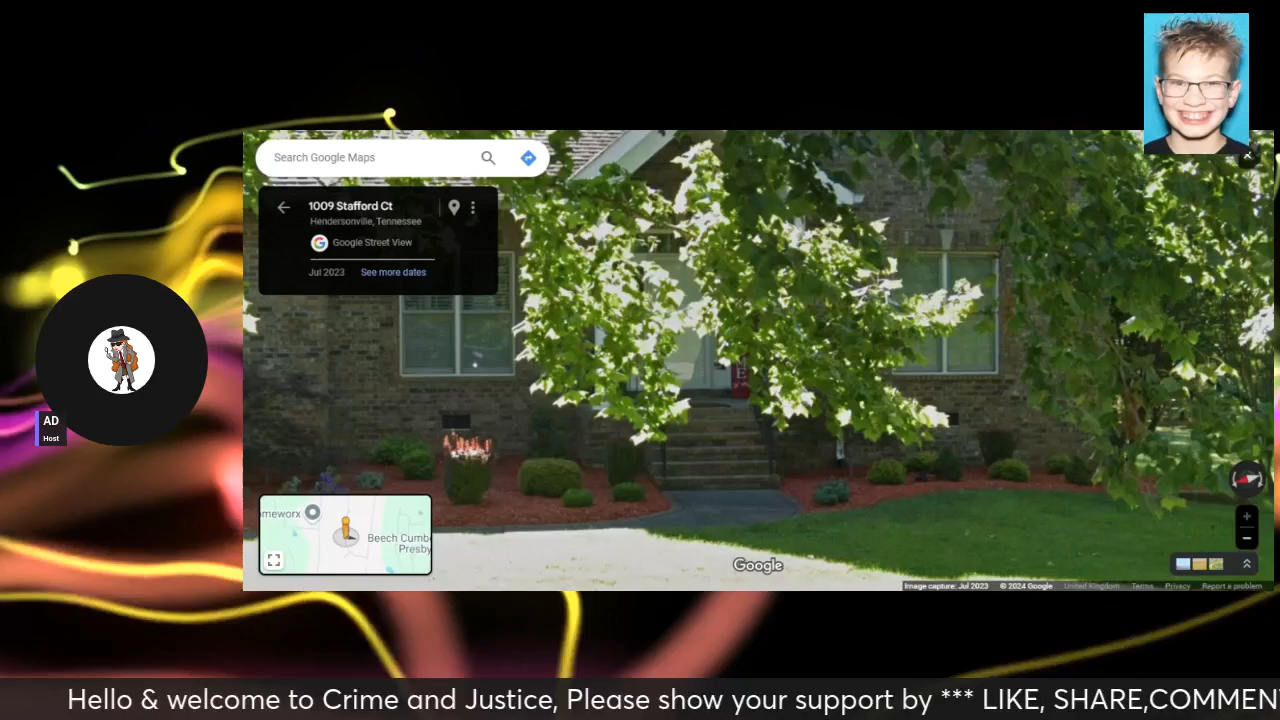 Search Google Maps
1009 Stafford Ct
Hendersonville, Tennessee
Google Street View
Jul 2023 See more dates
AD
Host
omeworx
Beech Cumb
Presby
Google
Image capture: Jul 2023 © 2024 Google United Kingdom Terms Privacy Report a problem
Hello & welcome to Crime and Justice, Please show your support by *** LIKE, SHARE,COMMEN